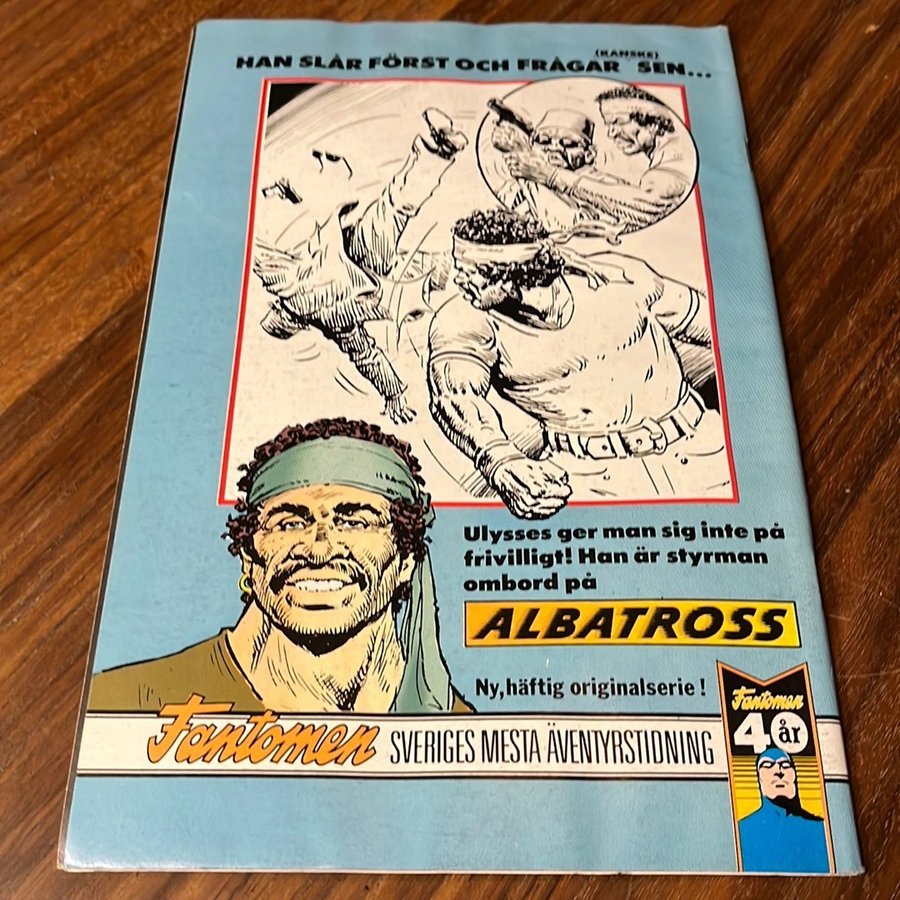 (KANSKE)
HAN SLÅR FÖRST OCH FRÅGAR SEN...
Ulysses ger man sig inte på
frivilligt! Han är styrman
ombord på
ALBATROSS
Ny, häftig originalserie!
Fantomen SVERIGES MESTA ÄVENTYRSTIDNING
Fantomen
40 år